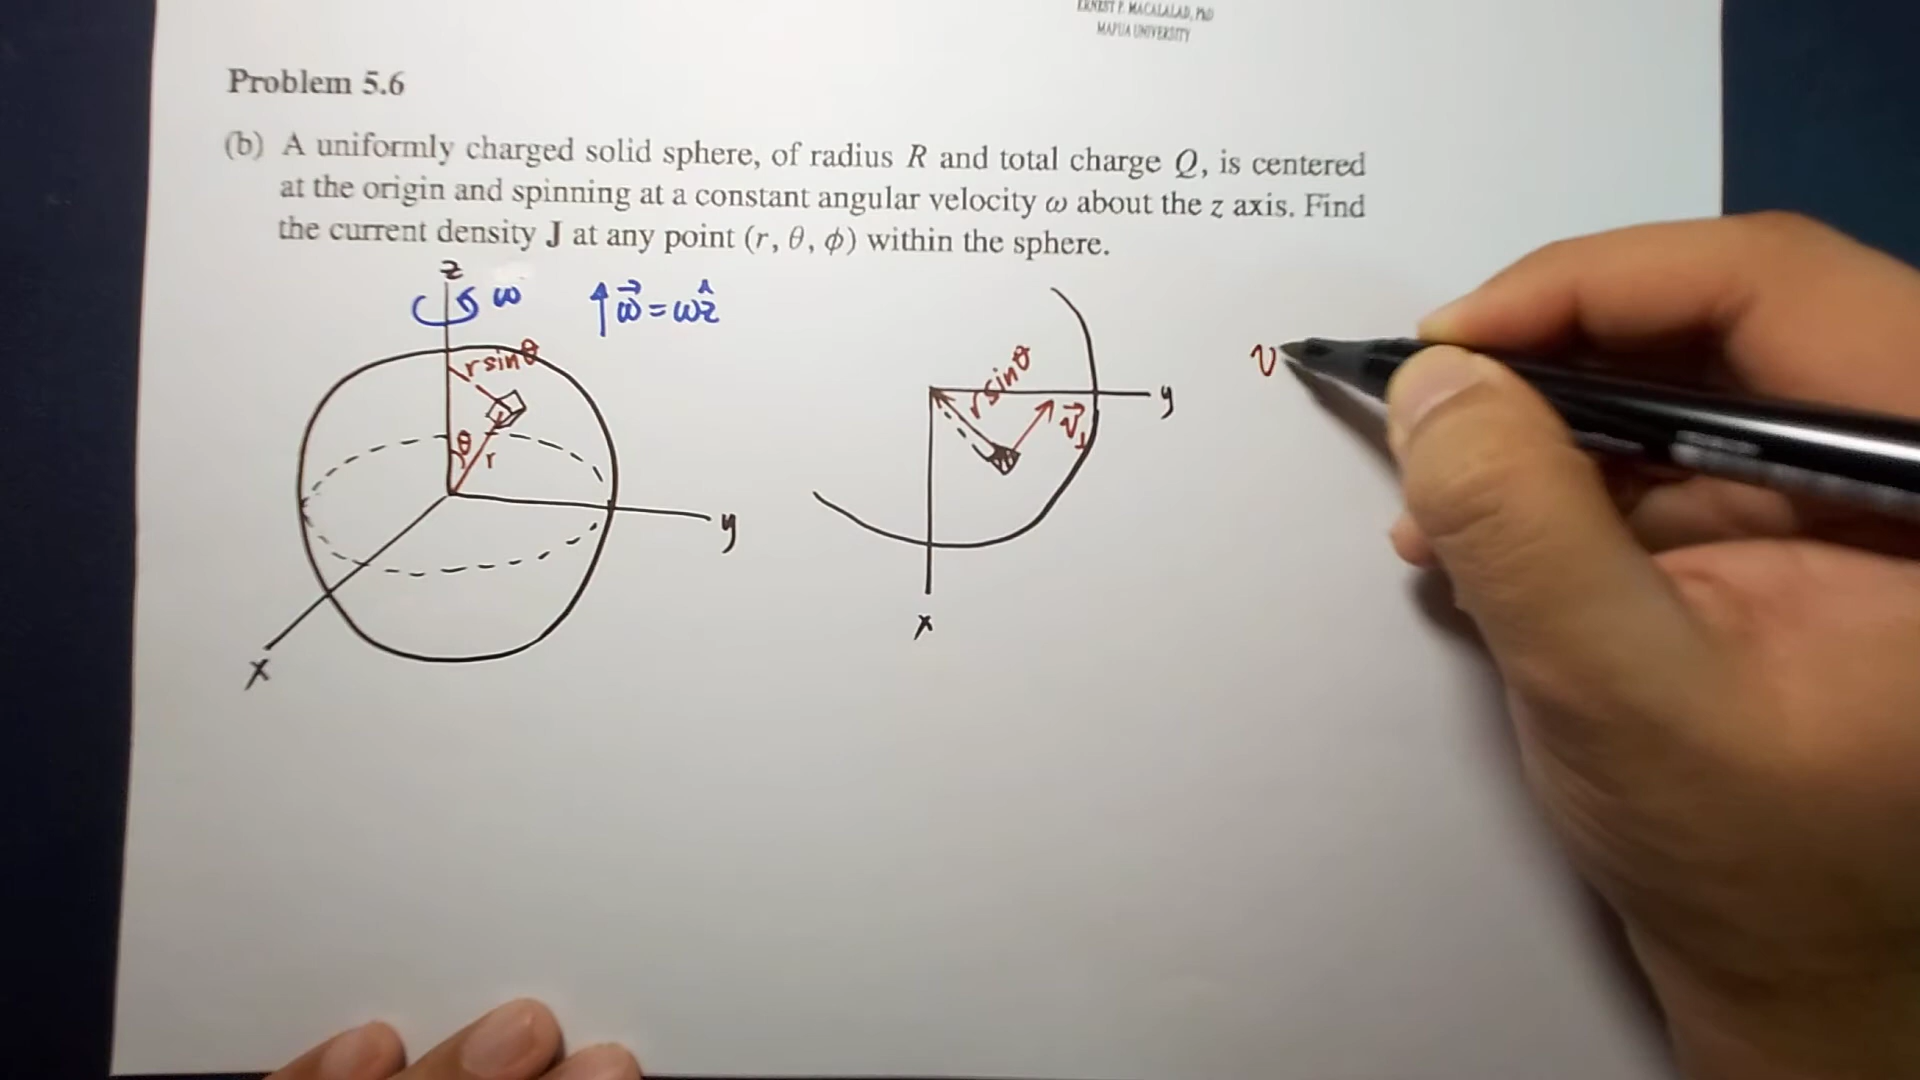 ERNEST P. MACALALAD, PhD
MAPUA UNIVERSITY
Problem 5.6
(b) A uniformly charged solid sphere, of radius R and total charge Q, is centered
at the origin and spinning at a constant angular velocity ω about the z axis. Find
the current density J at any point (r, θ, ϕ) within the sphere.
z
ω
ω⃗ = ωẑ
r sin θ
θ
r
y
x
r sin θ
v⃗⊥
y
x
v